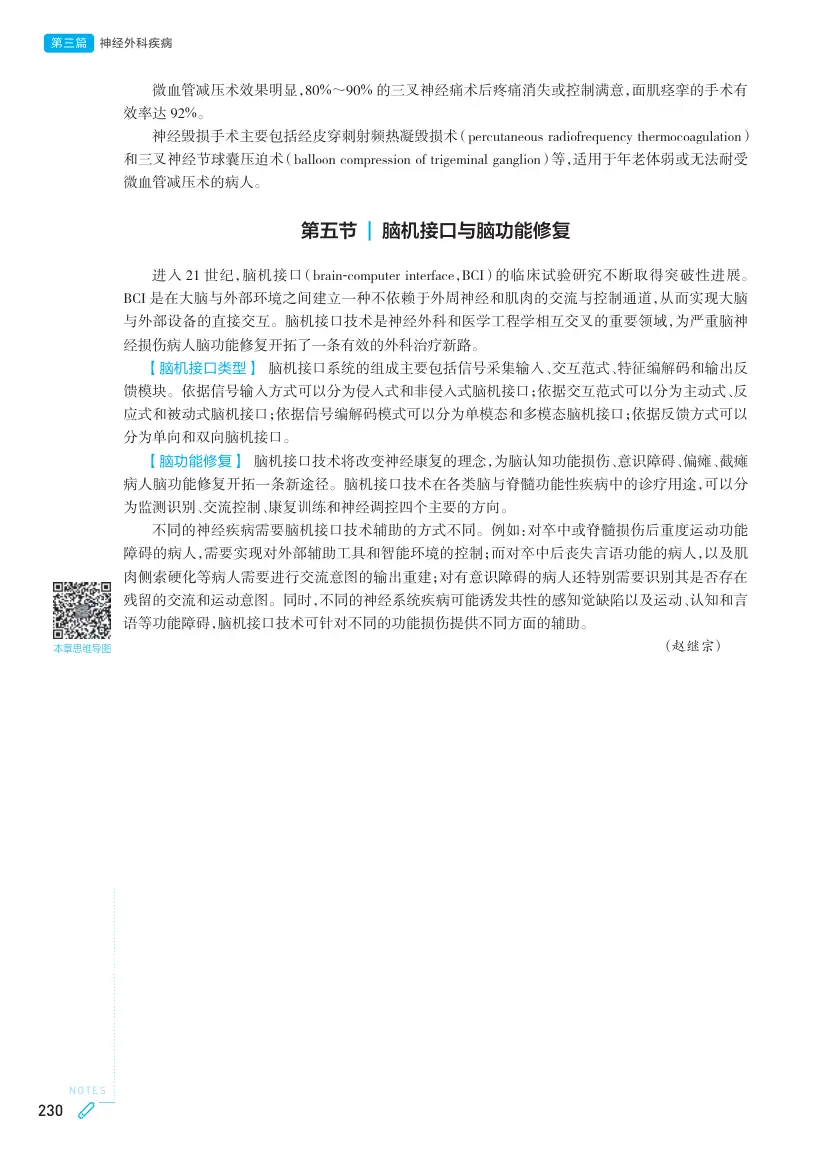 第三篇 神经外科疾病
微血管减压术效果明显,80%～90% 的三叉神经痛术后疼痛消失或控制满意,面肌痉挛的手术有
效率达 92%。
神经毁损手术主要包括经皮穿刺射频热凝毁损术(percutaneous radiofrequency thermocoagulation)
和三叉神经节球囊压迫术(balloon compression of trigeminal ganglion)等,适用于年老体弱或无法耐受
微血管减压术的病人。
第五节 | 脑机接口与脑功能修复
进入 21 世纪,脑机接口(brain-computer interface,BCI)的临床试验研究不断取得突破性进展。
BCI 是在大脑与外部环境之间建立一种不依赖于外周神经和肌肉的交流与控制通道,从而实现大脑
与外部设备的直接交互。脑机接口技术是神经外科和医学工程学相互交叉的重要领域,为严重脑神
经损伤病人脑功能修复开拓了一条有效的外科治疗新路。
【脑机接口类型】 脑机接口系统的组成主要包括信号采集输入、交互范式、特征编解码和输出反
馈模块。依据信号输入方式可以分为侵入式和非侵入式脑机接口;依据交互范式可以分为主动式、反
应式和被动式脑机接口;依据信号编解码模式可以分为单模态和多模态脑机接口;依据反馈方式可以
分为单向和双向脑机接口。
【脑功能修复】 脑机接口技术将改变神经康复的理念,为脑认知功能损伤、意识障碍、偏瘫、截瘫
病人脑功能修复开拓一条新途径。脑机接口技术在各类脑与脊髓功能性疾病中的诊疗用途,可以分
为监测识别、交流控制、康复训练和神经调控四个主要的方向。
不同的神经疾病需要脑机接口技术辅助的方式不同。例如:对卒中或脊髓损伤后重度运动功能
障碍的病人,需要实现对外部辅助工具和智能环境的控制;而对卒中后丧失言语功能的病人,以及肌
肉侧索硬化等病人需要进行交流意图的输出重建;对有意识障碍的病人还特别需要识别其是否存在
残留的交流和运动意图。同时,不同的神经系统疾病可能诱发共性的感知觉缺陷以及运动、认知和言
语等功能障碍,脑机接口技术可针对不同的功能损伤提供不同方面的辅助。
(赵继宗)
本章思维导图
NOTES
230